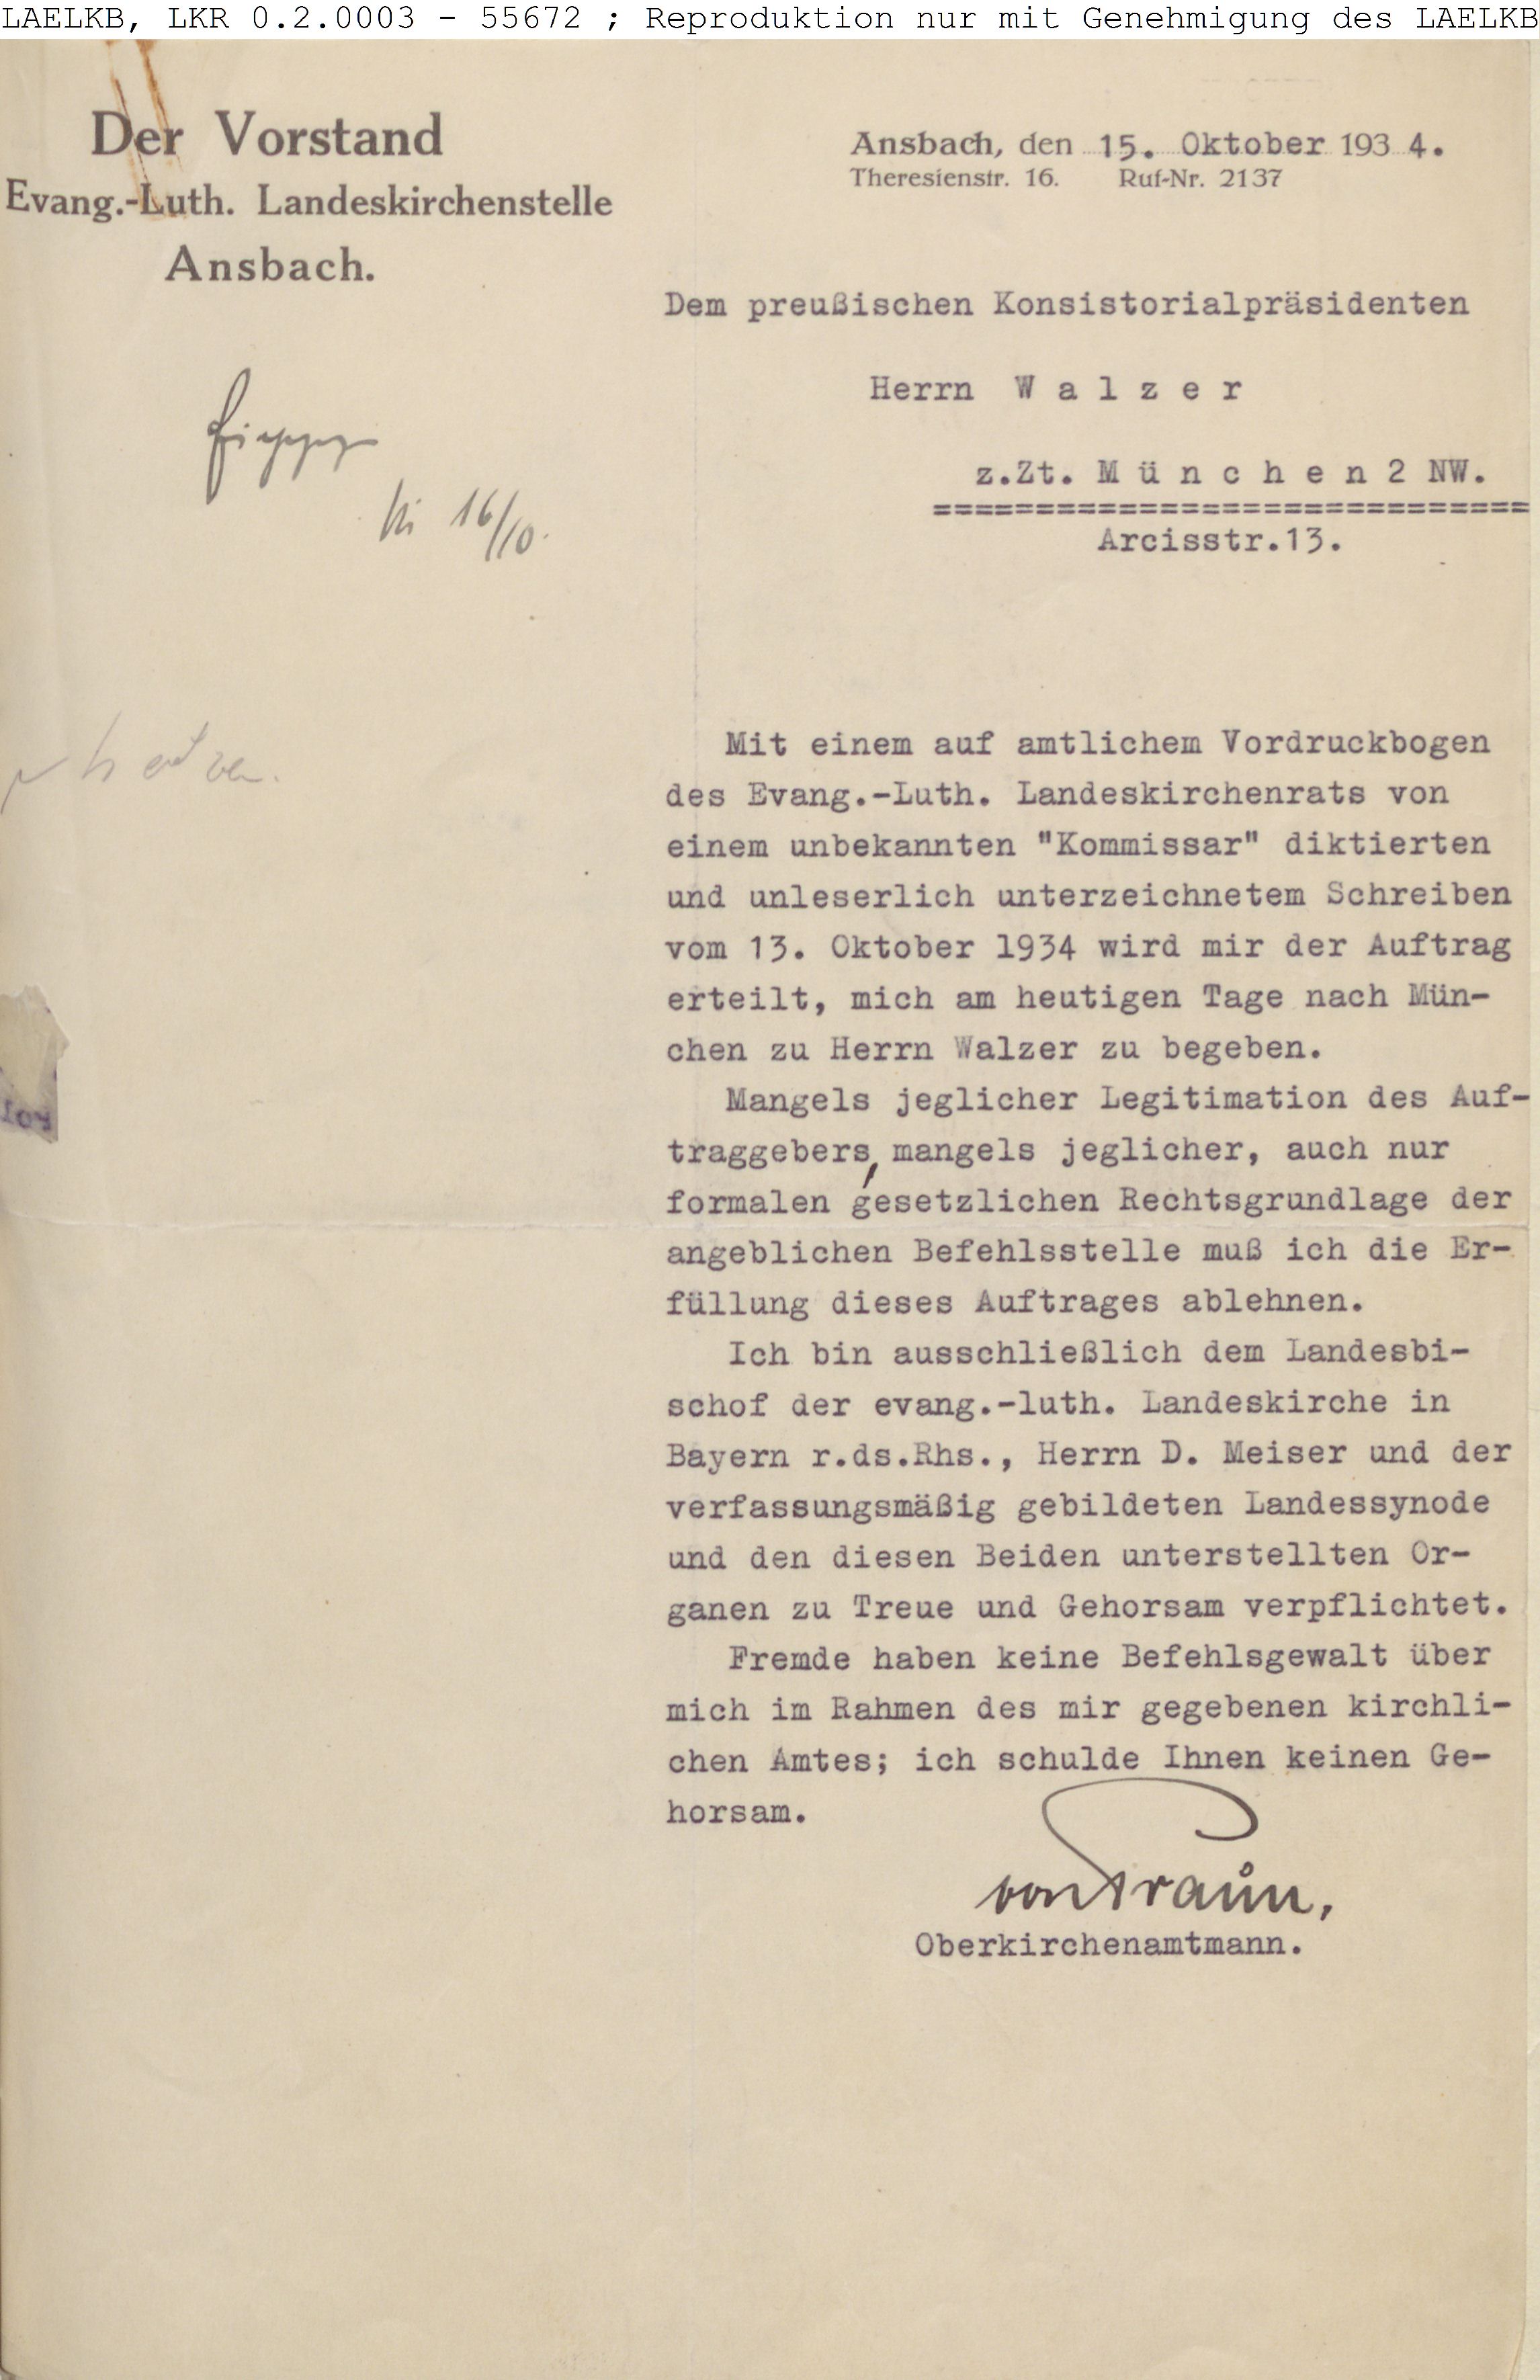 LAELKB, LKR 0.2.0003 - 55672 ; Reproduktion nur mit Genehmigung des LAELKB
Der Vorstand
Evang.-Luth. Landeskirchenstelle
Ansbach.
Ansbach, den 15. Oktober 193 4.
Theresienstr. 16. Ruf-Nr. 2137
Dem preußischen Konsistorialpräsidenten
Herrn W a l z e r
z.Zt. M ü n c h e n 2 NW.
=============================
Arcisstr.13.
16/10.
Mit einem auf amtlichem Vordruckbogen
des Evang.-Luth. Landeskirchenrats von
einem unbekannten "Kommissar" diktierten
und unleserlich unterzeichnetem Schreiben
vom 13. Oktober 1934 wird mir der Auftrag
erteilt, mich am heutigen Tage nach Mün-
chen zu Herrn Walzer zu begeben.
Mangels jeglicher Legitimation des Auf-
traggebers, mangels jeglicher, auch nur
formalen gesetzlichen Rechtsgrundlage der
angeblichen Befehlsstelle muß ich die Er-
füllung dieses Auftrages ablehnen.
Ich bin ausschließlich dem Landesbi-
schof der evang.-luth. Landeskirche in
Bayern r.ds.Rhs., Herrn D. Meiser und der
verfassungsmäßig gebildeten Landessynode
und den diesen Beiden unterstellten Or-
ganen zu Treue und Gehorsam verpflichtet.
Fremde haben keine Befehlsgewalt über
mich im Rahmen des mir gegebenen kirchli-
chen Amtes; ich schulde Ihnen keinen Ge-
horsam.
von Praun,
Oberkirchenamtmann.